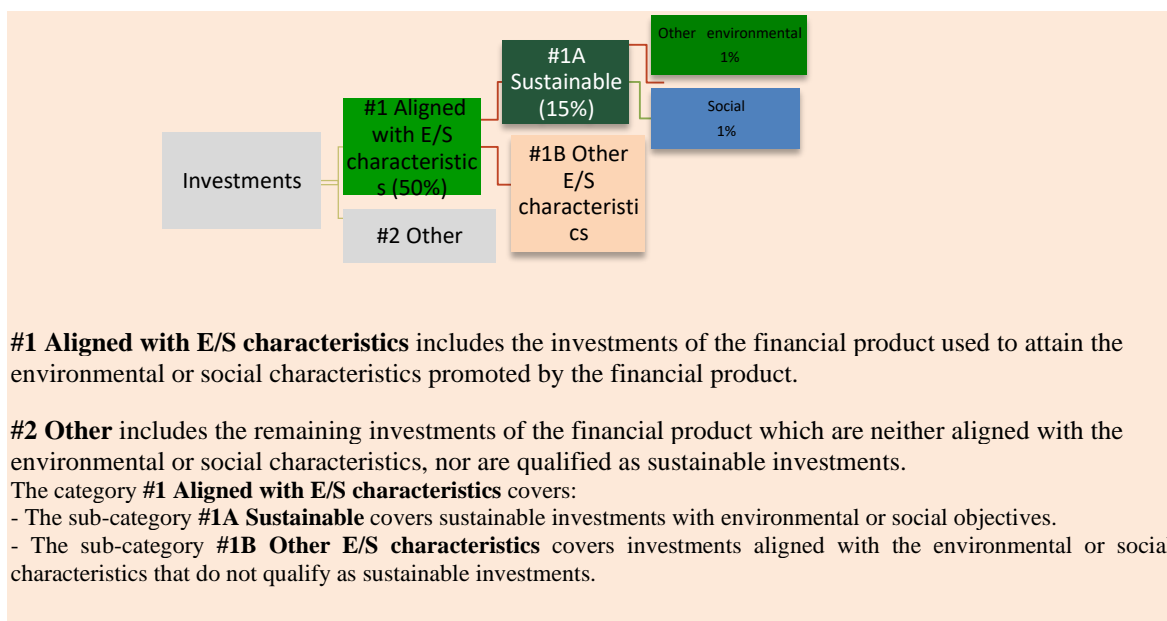 Investments
#1 Aligned
with E/S
characteristic
s (50%)
#2 Other
#1A
Sustainable
(15%)
#1B Other
E/S
characteristi
cs
Other environmental
1%
Social
1%
#1 Aligned with E/S characteristics includes the investments of the financial product used to attain the
environmental or social characteristics promoted by the financial product.
#2 Other includes the remaining investments of the financial product which are neither aligned with the
environmental or social characteristics, nor are qualified as sustainable investments.
The category #1 Aligned with E/S characteristics covers:
- The sub-category #1A Sustainable covers sustainable investments with environmental or social objectives.
- The sub-category #1B Other E/S characteristics covers investments aligned with the environmental or social
characteristics that do not qualify as sustainable investments.